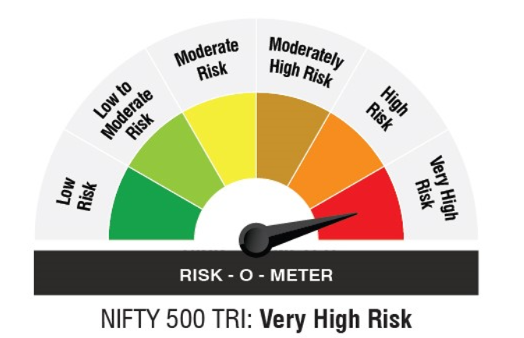 Low
Risk
Low to
Moderate
Risk
Moderate
Risk
Moderately
High Risk
High
Risk
Very High
Risk
RISK - O - METER
NIFTY 500 TRI: Very High Risk